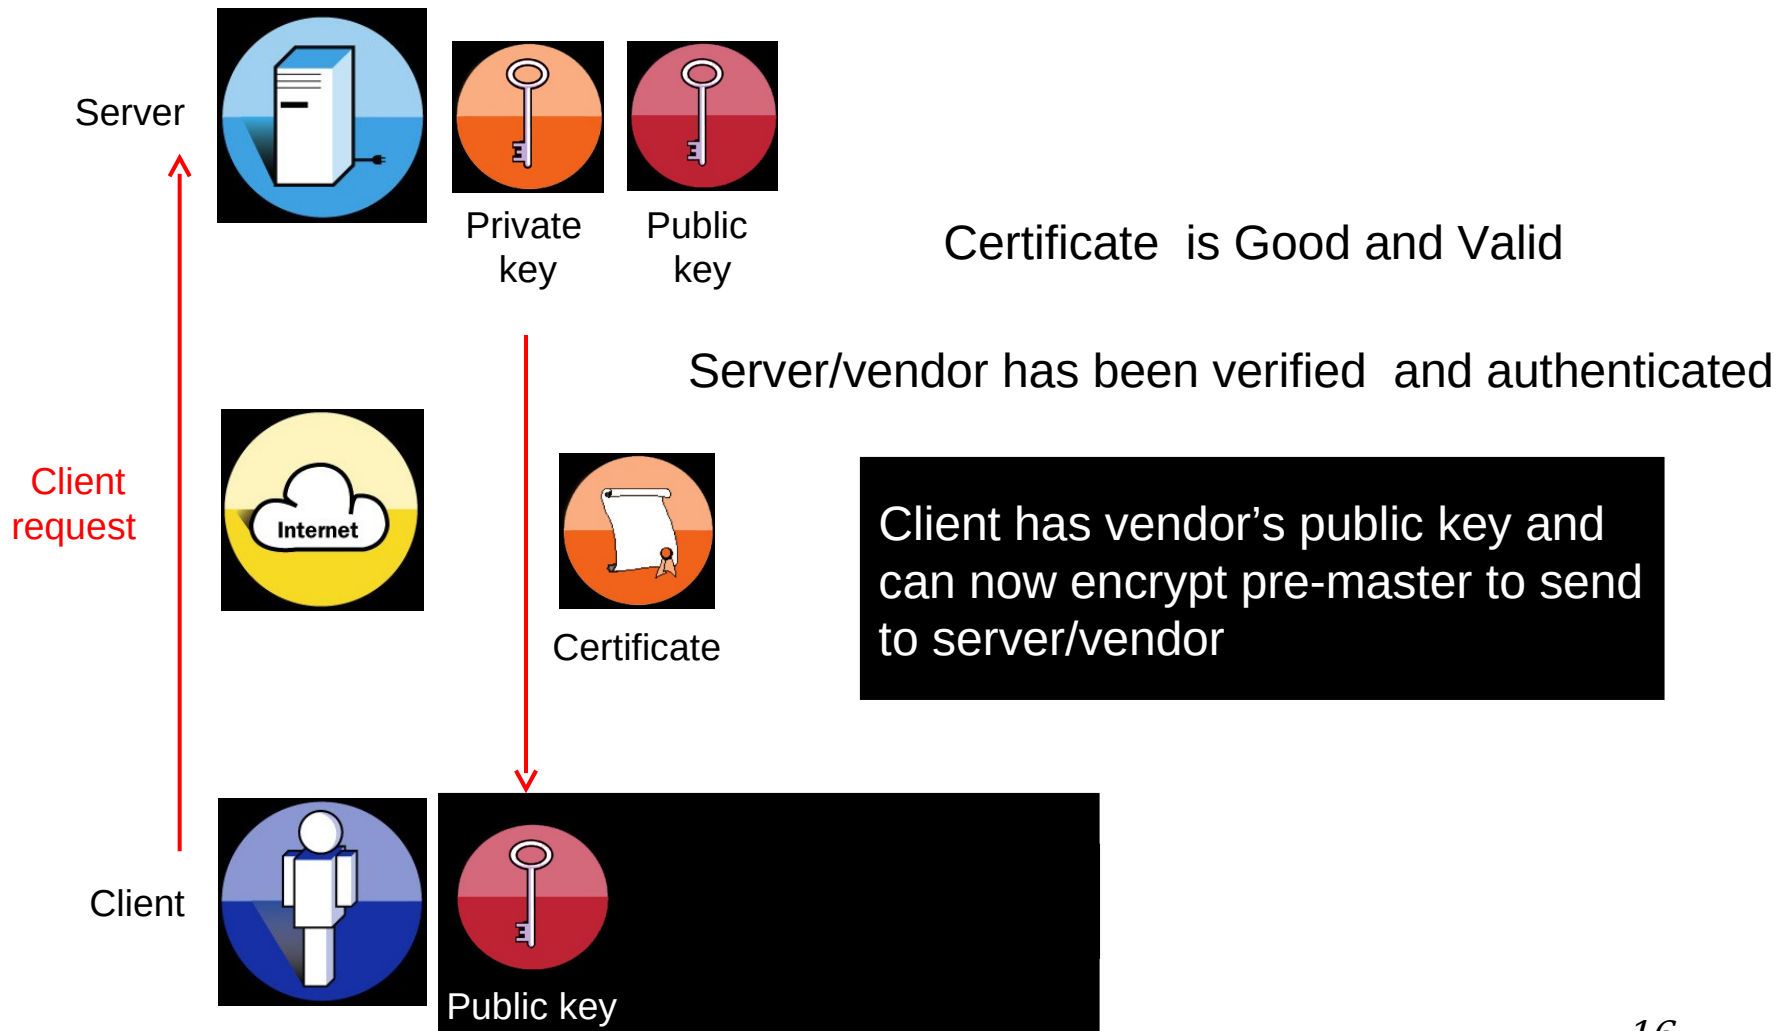 Server
Private
key
Public
key
Certificate  is Good and Valid
Server/vendor has been verified  and authenticated
Client
request
Internet
Certificate
Client has vendor’s public key and
can now encrypt pre-master to send
to server/vendor
Client
Public key
16